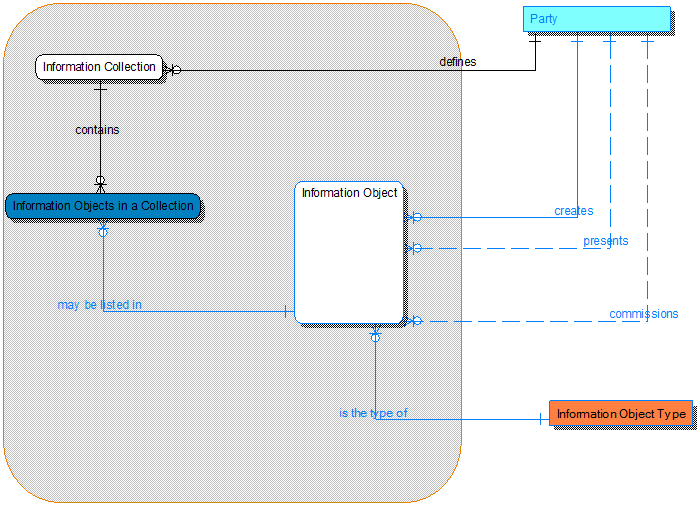 Party
Information Collection
defines
contains
Information Object
Information Objects in a Collection
creates
presents
may be listed in
commissions
is the type of
Information Object Type